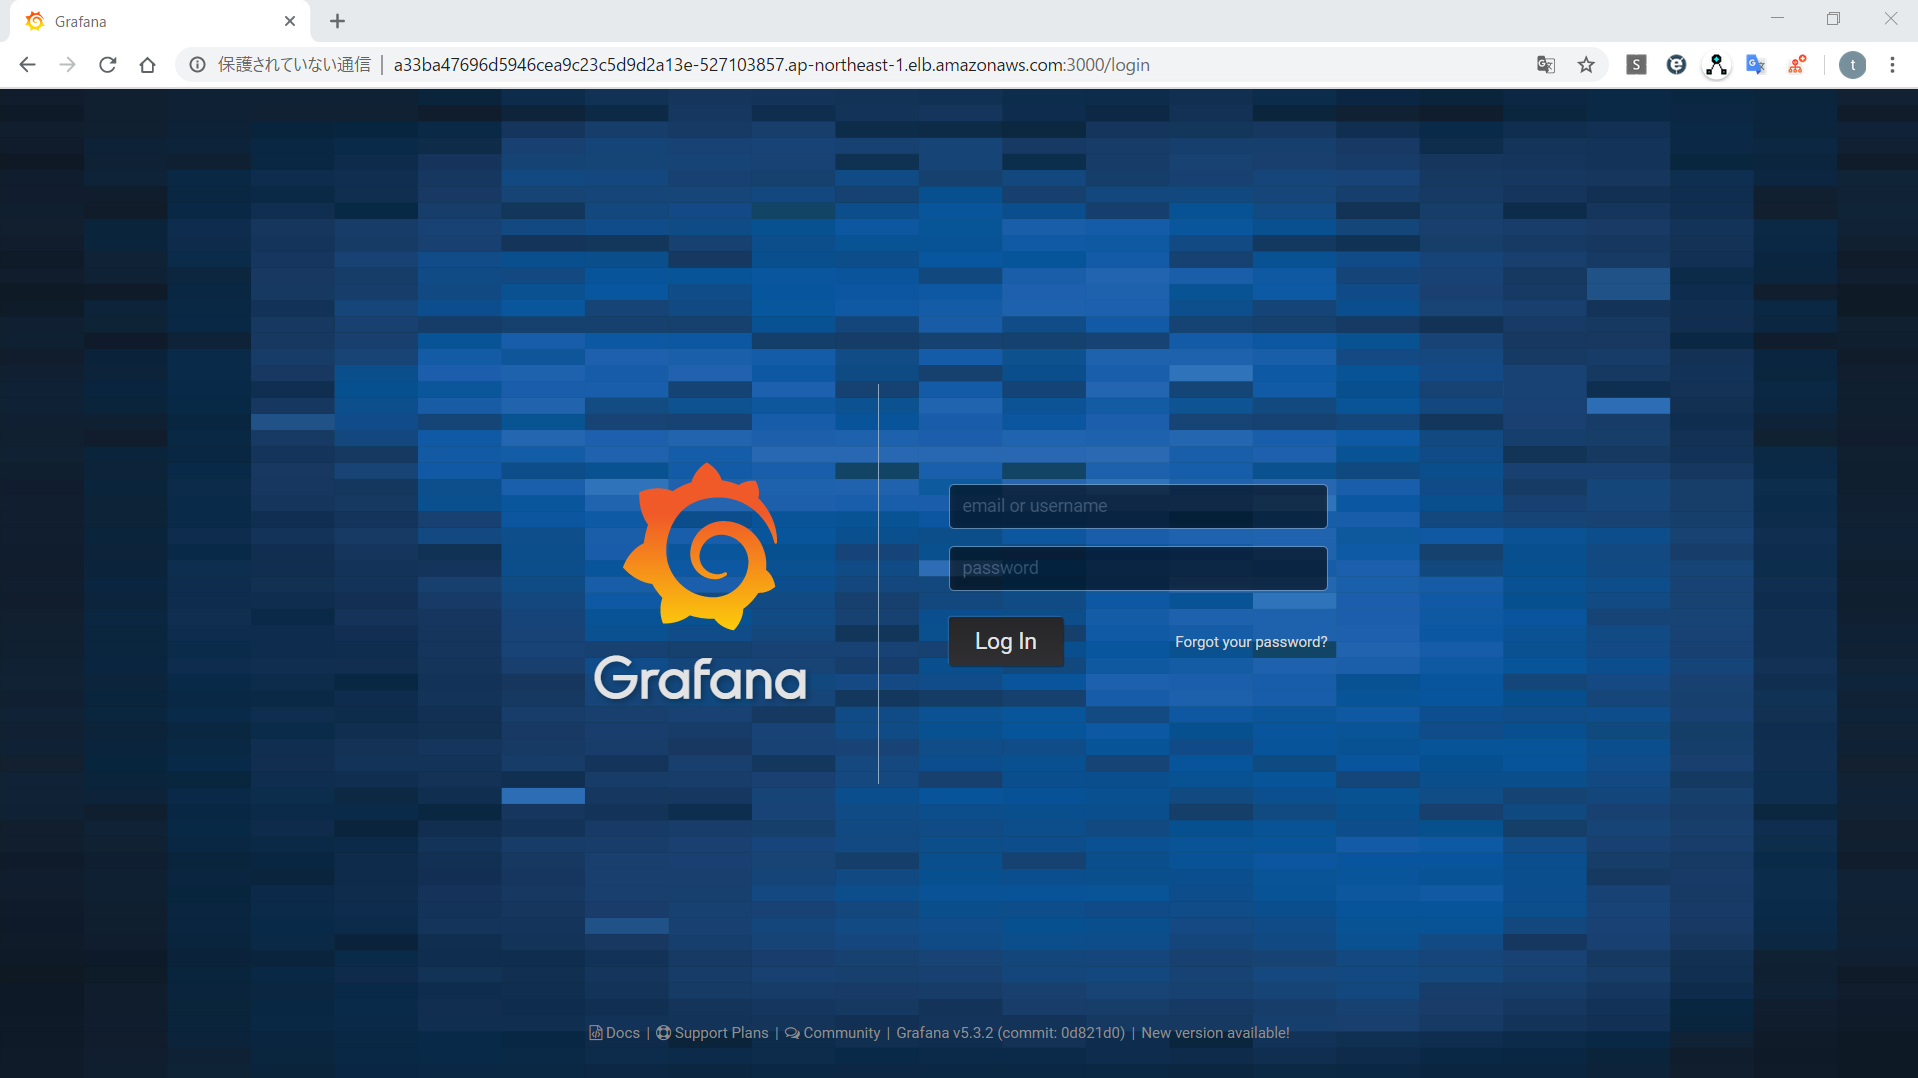 Grafana
保護されていない通信 | a33ba47696d5946cea9c23c5d9d2a13e-527103857.ap-northeast-1.elb.amazonaws.com:3000/login
S
t
email or username
password
Log In
Forgot your password?
Grafana
Docs | Support Plans | Community | Grafana v5.3.2 (commit: 0d821d0) | New version available!